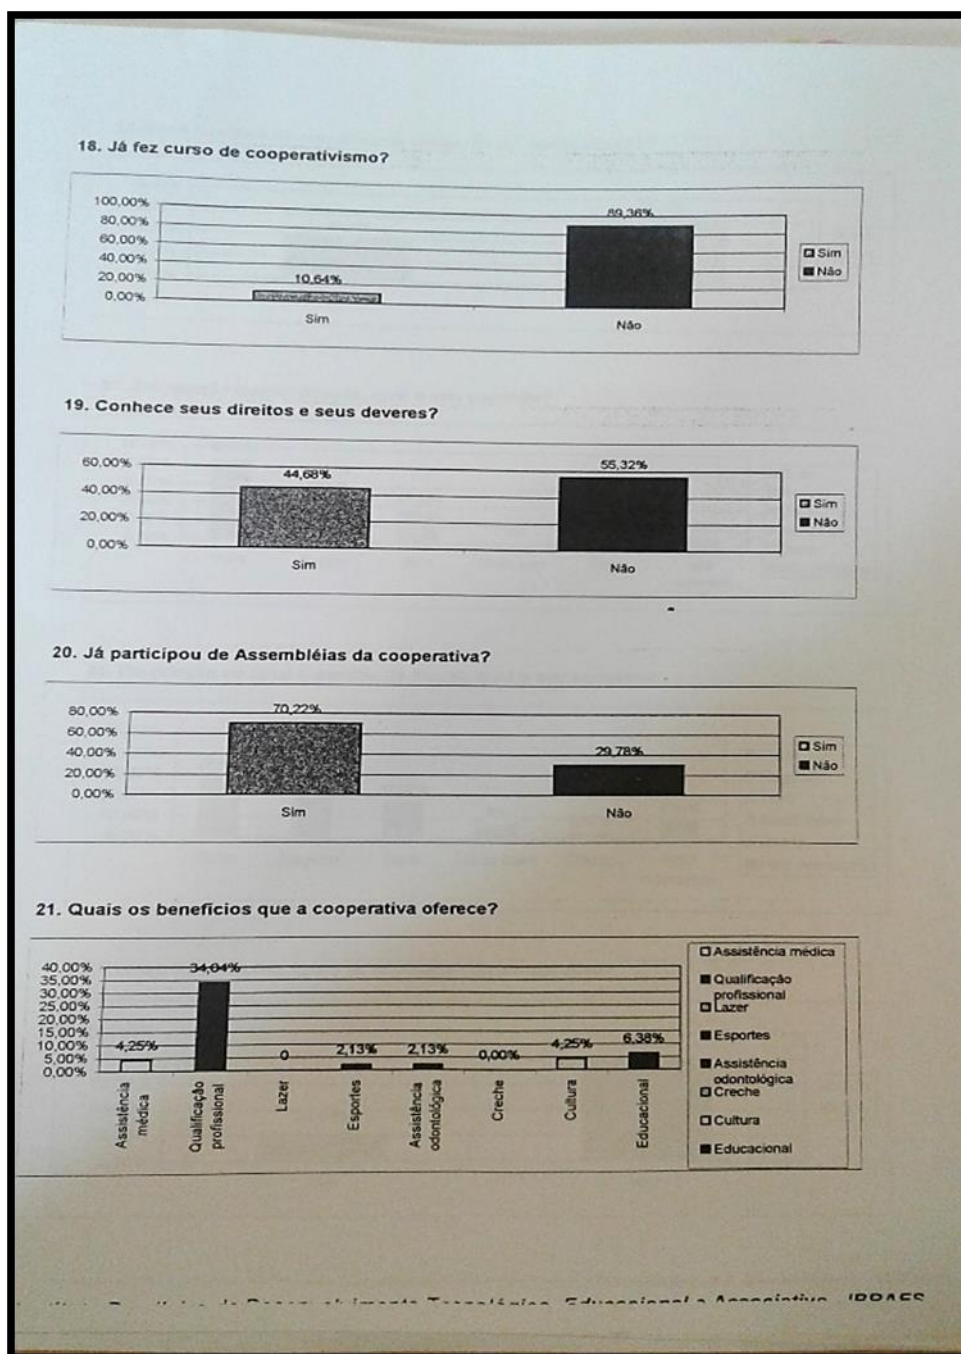 18. Já fez curso de cooperativismo?
100,00%
80,00%
60,00%
40,00%
20,00%
0,00%
10,64%
89,36%
Sim
Não
Sim
Não
19. Conhece seus direitos e seus deveres?
60,00%
40,00%
20,00%
0,00%
44,68%
55,32%
Sim
Não
Sim
Não
20. Já participou de Assembléias da cooperativa?
80,00%
60,00%
40,00%
20,00%
0,00%
70,22%
29,78%
Sim
Não
Sim
Não
21. Quais os benefícios que a cooperativa oferece?
40,00%
35,00%
30,00%
25,00%
20,00%
15,00%
10,00%
5,00%
0,00%
4,25%
34,04%
0
2,13%
2,13%
0,00%
4,25%
6,38%
Assistência
médica
Qualificação
profissional
Lazer
Esportes
Assistência
odontológica
Creche
Cultura
Educacional
Assistência médica
Qualificação
profissional
Lazer
Esportes
Assistência
odontológica
Creche
Cultura
Educacional
de Desenvolvimento Tecnológico, Educacional e Associativo